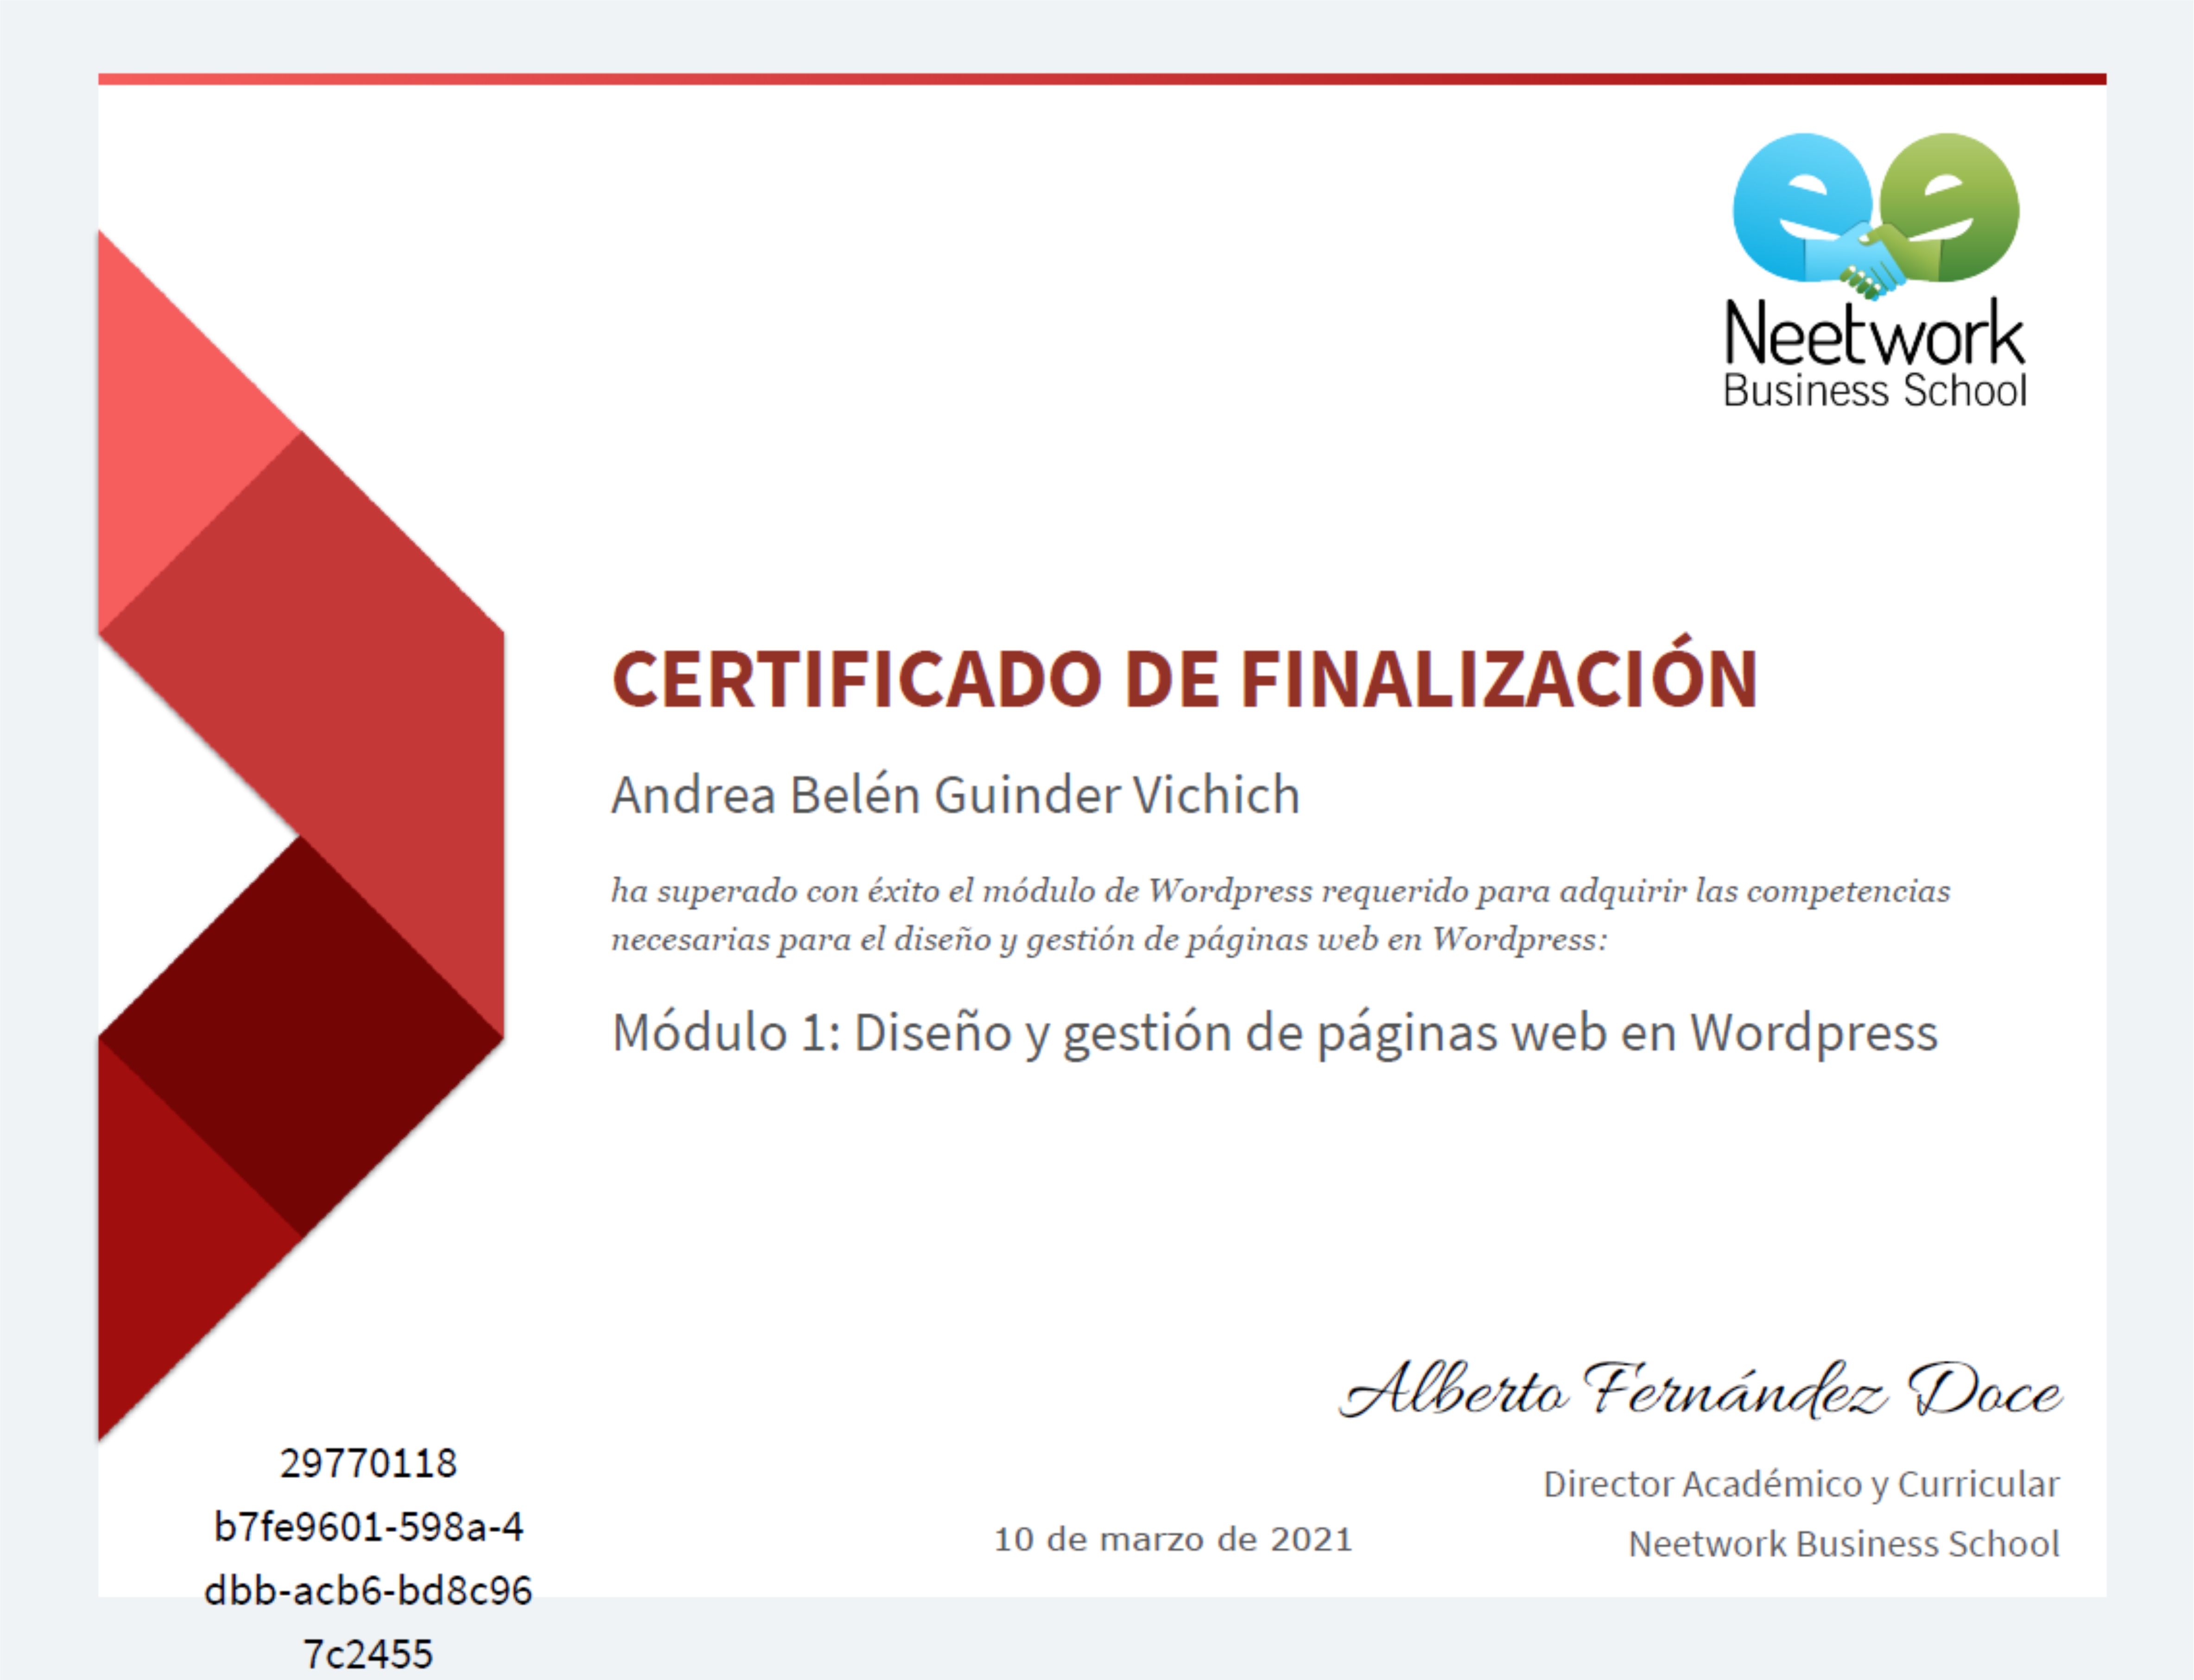 Neetwork
Business School
CERTIFICADO DE FINALIZACIÓN
Andrea Belén Guinder Vichich
ha superado con éxito el módulo de Wordpress requerido para adquirir las competencias
necesarias para el diseño y gestión de páginas web en Wordpress:
Módulo 1: Diseño y gestión de páginas web en Wordpress
Alberto Fernández Doce
Director Académico y Curricular
Neetwork Business School
10 de marzo de 2021
29770118
b7fe9601-598a-4
dbb-acb6-bd8c96
7c2455